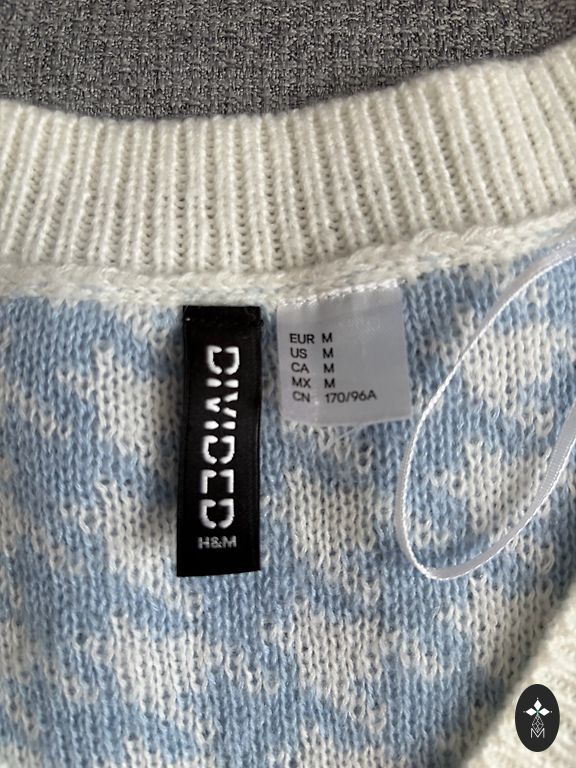 DIVIDED
H&M
EUR M
US M
CA M
MX M
CN 170/96A
M